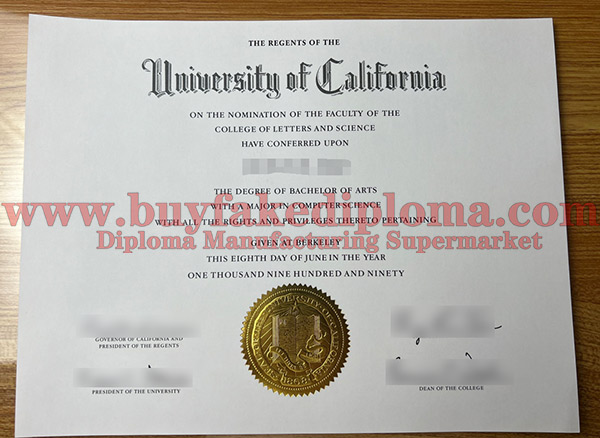 THE REGENTS OF THE
University of California
ON THE NOMINATION OF THE FACULTY OF THE
COLLEGE OF LETTERS AND SCIENCE
HAVE CONFERRED UPON
THE DEGREE OF BACHELOR OF ARTS
WITH A MAJOR IN COMPUTER SCIENCE
www.buyfakediploma.com
WITH ALL THE RIGHTS AND PRIVILEGES THERETO PERTAINING
Diploma Manufacturing Supermarket
GIVEN AT BERKELEY
THIS EIGHTH DAY OF JUNE IN THE YEAR
ONE THOUSAND NINE HUNDRED AND NINETY
GOVERNOR OF CALIFORNIA AND
PRESIDENT OF THE REGENTS
1868
PRESIDENT OF THE UNIVERSITY
DEAN OF THE COLLEGE